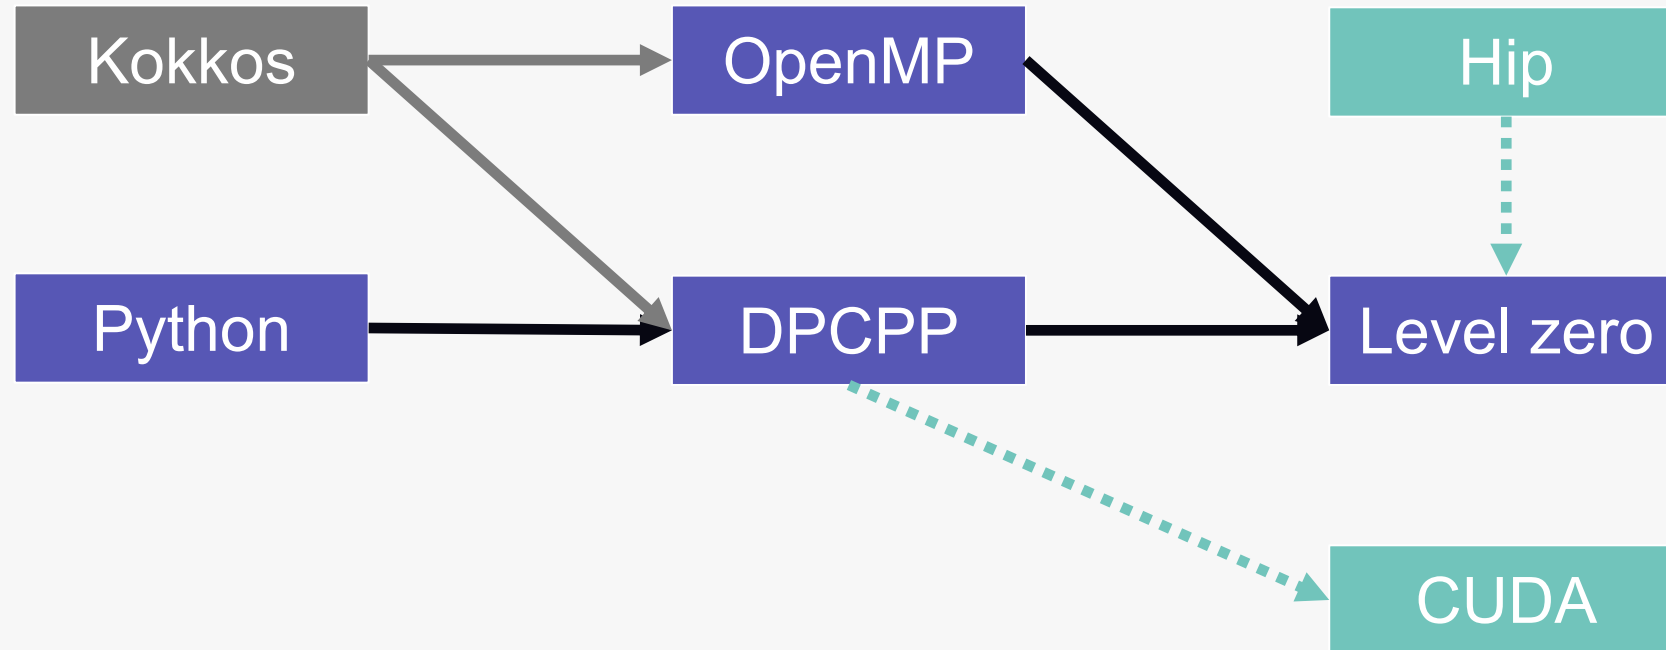 Kokkos
OpenMP
Hip
Python
DPCPP
Level zero
CUDA